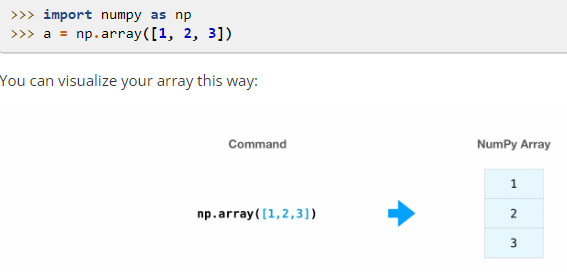 >>> import numpy as np
>>> a = np.array([1, 2, 3])
You can visualize your array this way:
Command NumPy Array
1
np.array([1,2,3]) 2
3